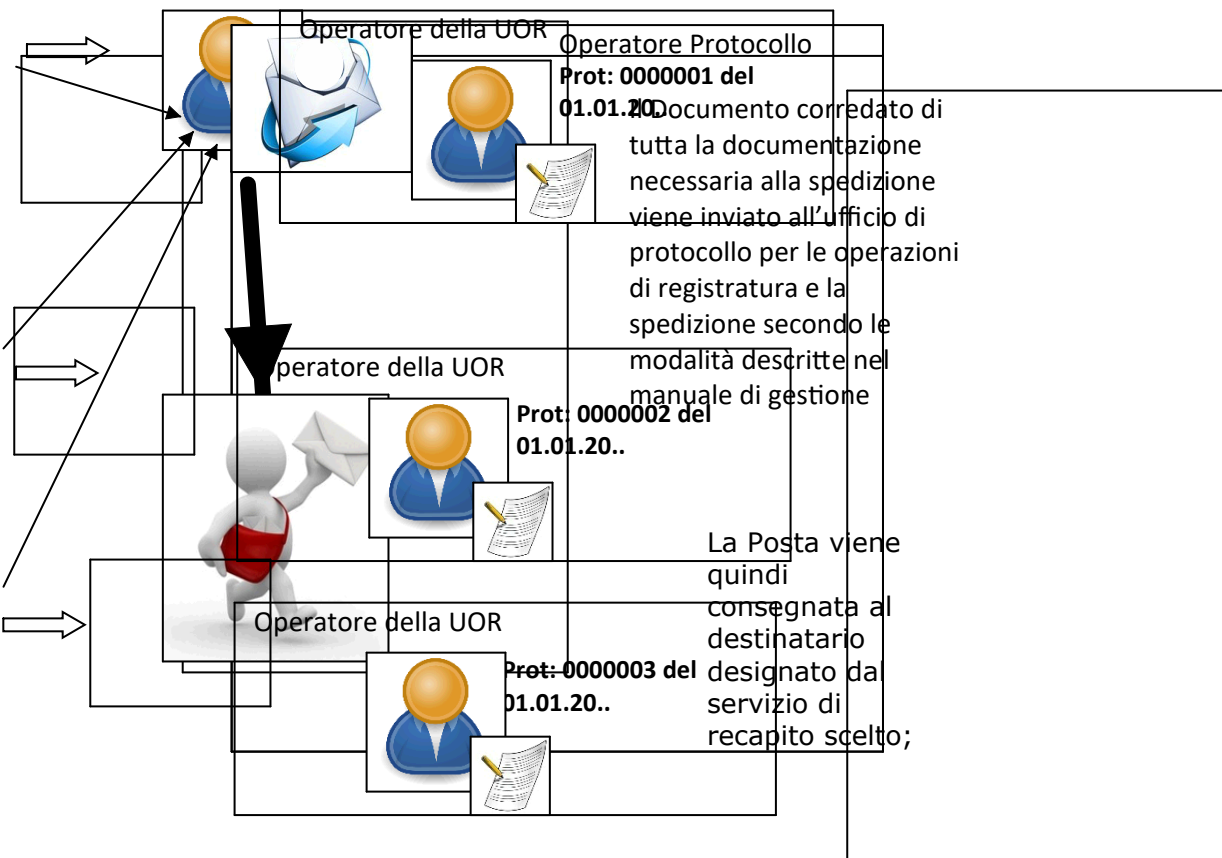 Operatore della UOR
Operatore Protocollo
Prot: 0000001 del
01.01.20..
Il Documento corredato di
tutta la documentazione
necessaria alla spedizione
viene inviato all’ufficio di
protocollo per le operazioni
di registratura e la
spedizione secondo le
modalità descritte nel
manuale di gestione
Operatore della UOR
Prot: 0000002 del
01.01.20..
La Posta viene
quindi
consegnata al
destinatario
designato dal
servizio di
recapito scelto;
Operatore della UOR
Prot: 0000003 del
01.01.20..